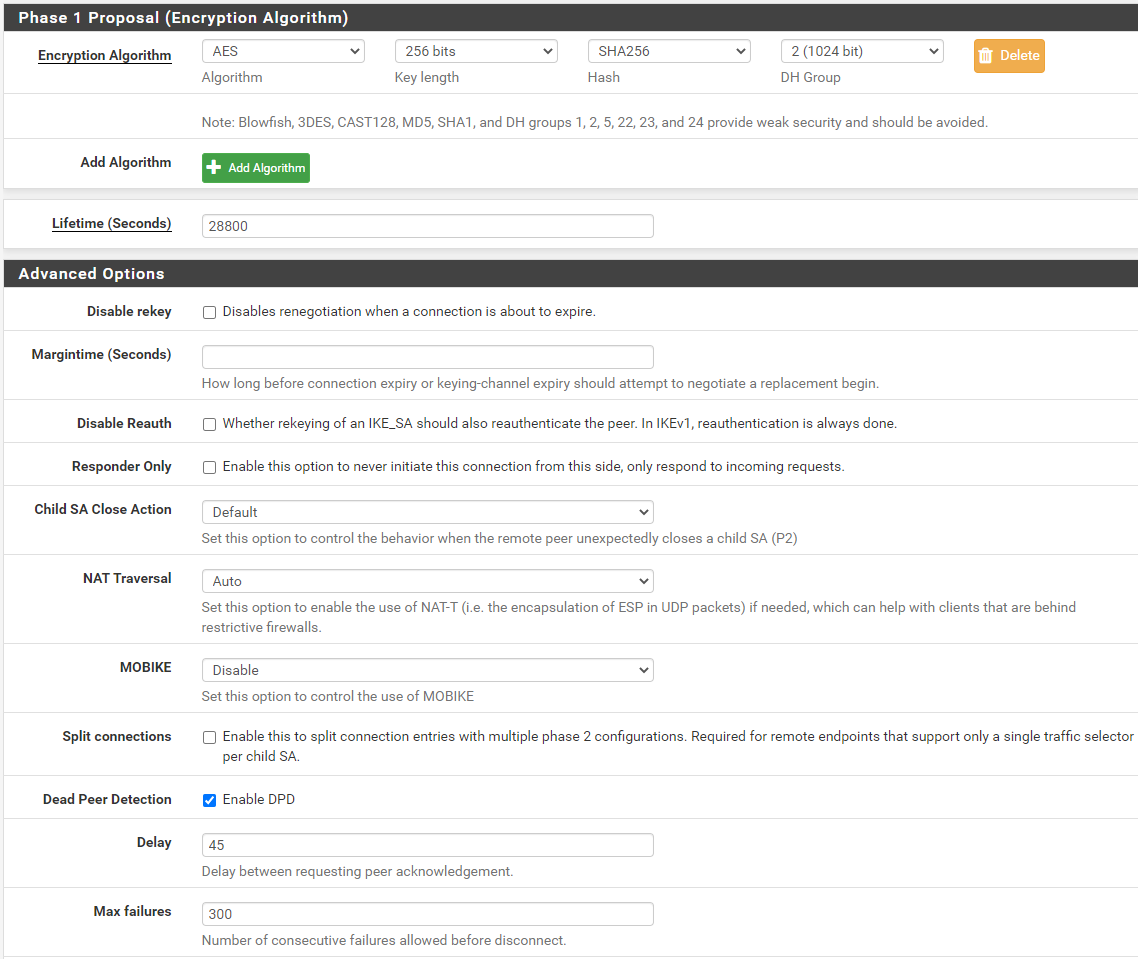 Phase 1 Proposal (Encryption Algorithm)
Encryption Algorithm AES 256 bits SHA256 2 (1024 bit) Delete
Algorithm Key length Hash DH Group
Note: Blowfish, 3DES, CAST128, MD5, SHA1, and DH groups 1, 2, 5, 22, 23, and 24 provide weak security and should be avoided.
Add Algorithm Add Algorithm
Lifetime (Seconds) 28800
Advanced Options
Disable rekey Disables renegotiation when a connection is about to expire.
Margintime (Seconds)
How long before connection expiry or keying-channel expiry should attempt to negotiate a replacement begin.
Disable Reauth Whether rekeying of an IKE_SA should also reauthenticate the peer. In IKEv1, reauthentication is always done.
Responder Only Enable this option to never initiate this connection from this side, only respond to incoming requests.
Child SA Close Action Default
Set this option to control the behavior when the remote peer unexpectedly closes a child SA (P2)
NAT Traversal Auto
Set this option to enable the use of NAT-T (i.e. the encapsulation of ESP in UDP packets) if needed, which can help with clients that are behind
restrictive firewalls.
MOBIKE Disable
Set this option to control the use of MOBIKE
Split connections Enable this to split connection entries with multiple phase 2 configurations. Required for remote endpoints that support only a single traffic selector
per child SA.
Dead Peer Detection Enable DPD
Delay 45
Delay between requesting peer acknowledgement.
Max failures 300
Number of consecutive failures allowed before disconnect.